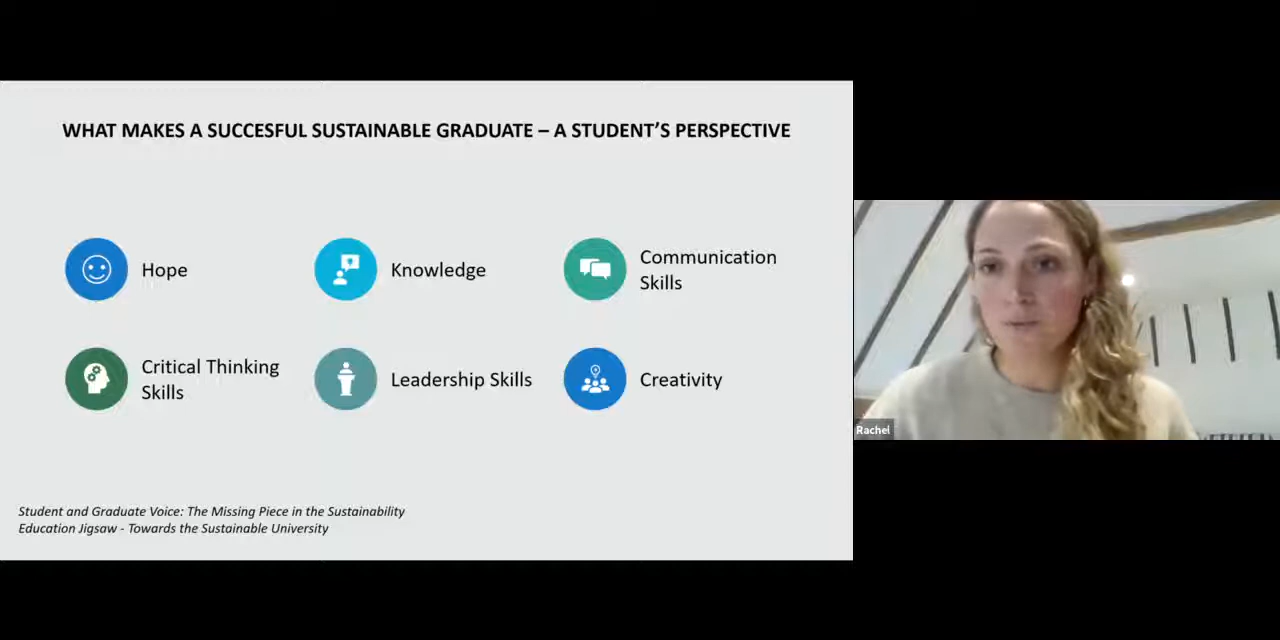 WHAT MAKES A SUCCESFUL SUSTAINABLE GRADUATE – A STUDENT'S PERSPECTIVE
Hope
Knowledge
Communication
Skills
Critical Thinking
Skills
Leadership Skills
Creativity
Student and Graduate Voice: The Missing Piece in the Sustainability
Education Jigsaw - Towards the Sustainable University
Rachel